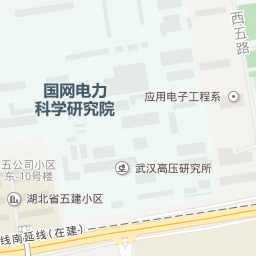 西五路
国网电力
科学研究院
应用电子工程系
五公司小区
东-10号楼
武汉高压研究所
湖北省五建小区
线南延线(在建)